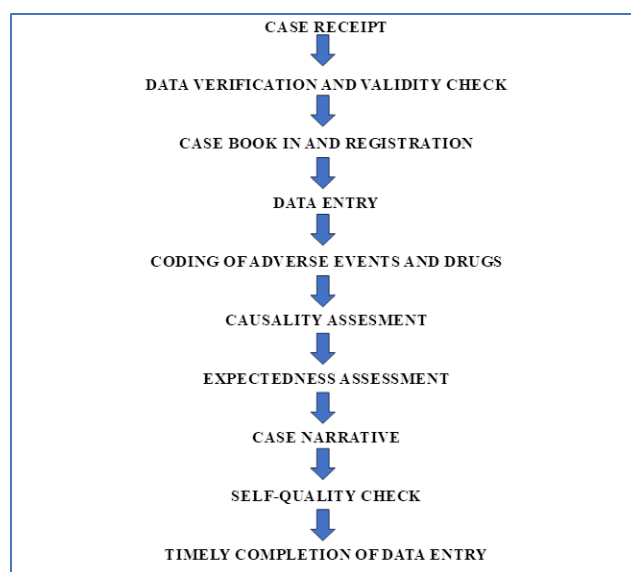 CASE RECEIPT
DATA VERIFICATION AND VALIDITY CHECK
CASE BOOK IN AND REGISTRATION
DATA ENTRY
CODING OF ADVERSE EVENTS AND DRUGS
CAUSALITY ASSESMENT
EXPECTEDNESS ASSESSMENT
CASE NARRATIVE
SELF-QUALITY CHECK
TIMELY COMPLETION OF DATA ENTRY